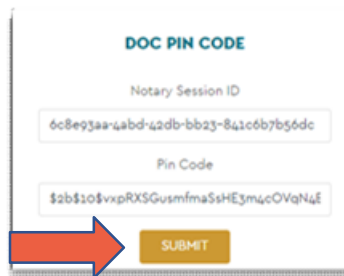 DOC PIN CODE
Notary Session ID
6c8e93aa-4abd-42db-bb23-841c6b7b56dc
Pin Code
$2b$10$vxpRXSGusmfmaSsHE3m4cOVqN4E
SUBMIT